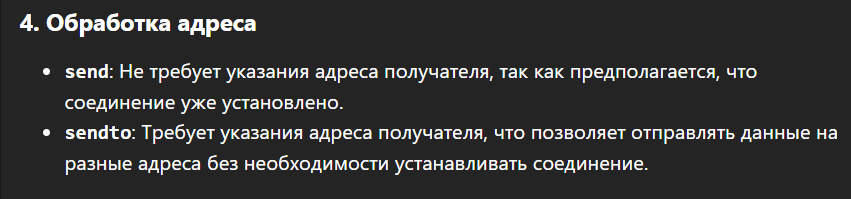 4. Обработка адреса
• send: Не требует указания адреса получателя, так как предполагается, что
соединение уже установлено.
• sendto: Требует указания адреса получателя, что позволяет отправлять данные на
разные адреса без необходимости устанавливать соединение.